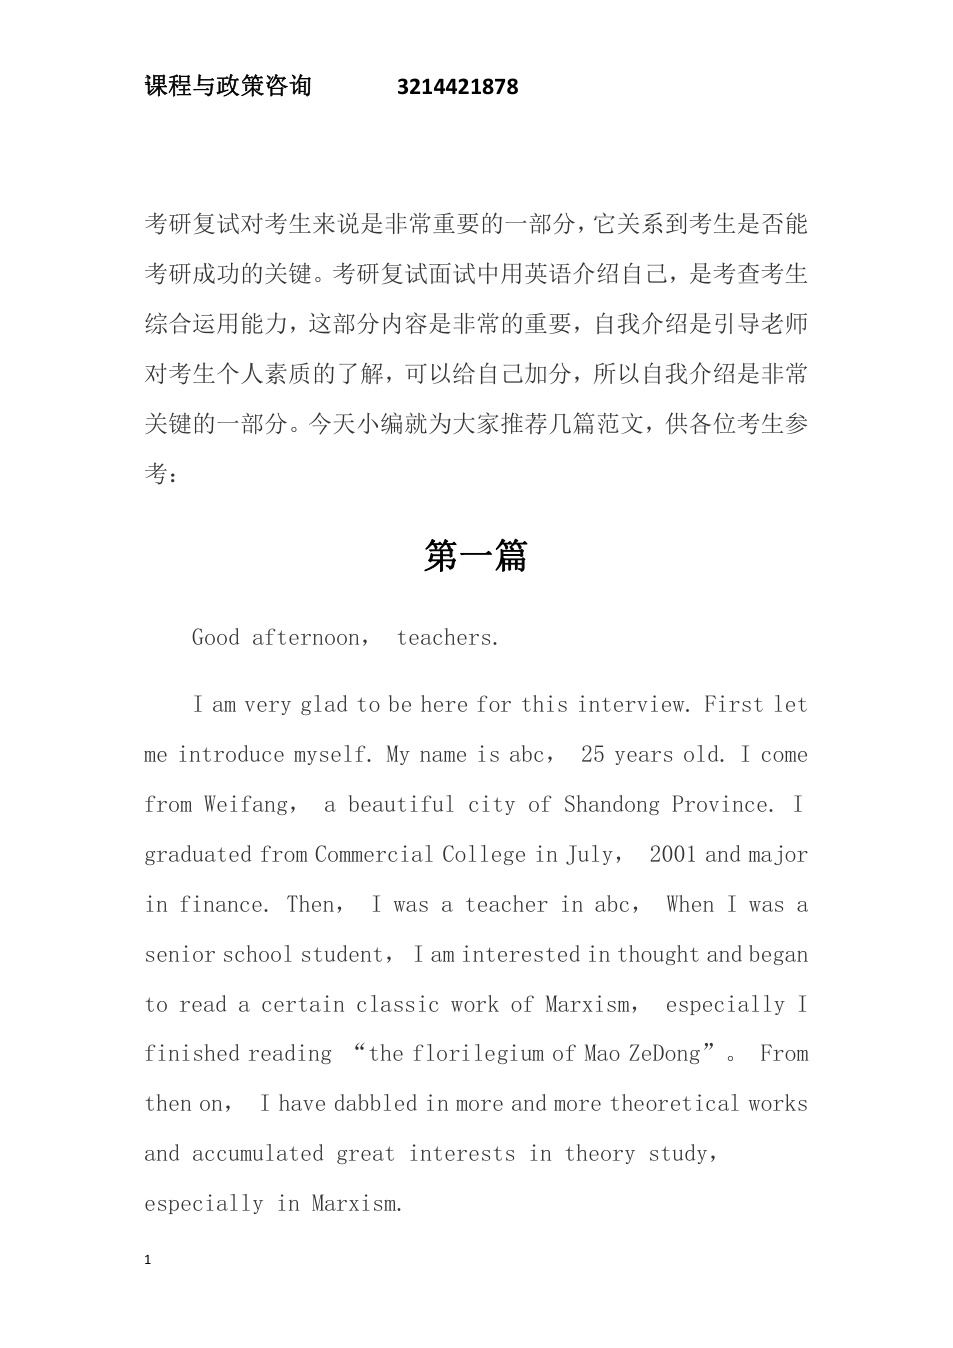 课程与政策咨询 3214421878
考研复试对考生来说是非常重要的一部分，它关系到考生是否能
考研成功的关键。考研复试面试中用英语介绍自己，是考查考生
综合运用能力，这部分内容是非常的重要，自我介绍是引导老师
对考生个人素质的了解，可以给自己加分，所以自我介绍是非常
关键的一部分。今天小编就为大家推荐几篇范文，供各位考生参
考：
第一篇
Good afternoon， teachers.
I am very glad to be here for this interview. First let
me introduce myself. My name is abc， 25 years old. I come
from Weifang， a beautiful city of Shandong Province. I
graduated from Commercial College in July， 2001 and major
in finance. Then， I was a teacher in abc， When I was a
senior school student，I am interested in thought and began
to read a certain classic work of Marxism， especially I
finished reading “the florilegium of Mao ZeDong”。 From
then on， I have dabbled in more and more theoretical works
and accumulated great interests in theory study，
especially in Marxism.
1